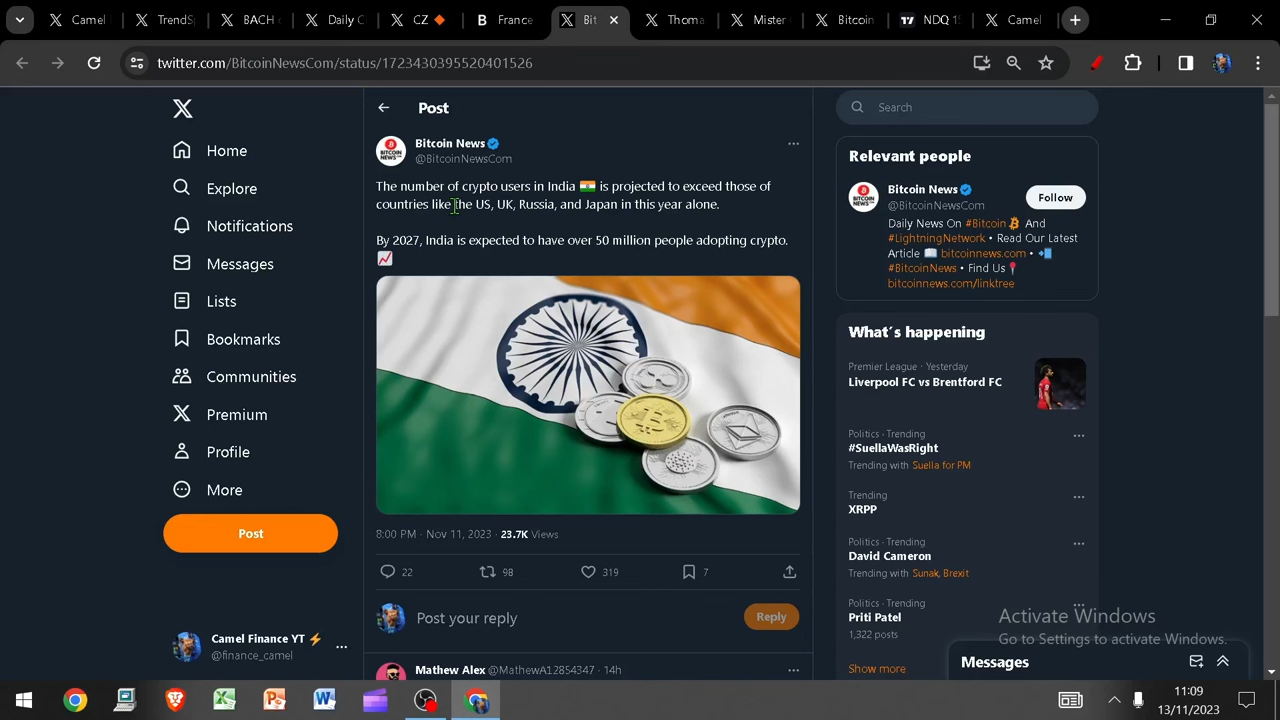 Camel
TrendSp
BACH
Daily C
CZ
France
Bit
Thoma
Mister
Bitcoin
NDQ 15
Camel
twitter.com/BitcoinNewsCom/status/1723430395520401526
Post
Search
Home
Explore
Notifications
Messages
Lists
Bookmarks
Communities
Premium
Profile
More
Post
Camel Finance YT ⚡
@finance_camel
Bitcoin News
@BitcoinNewsCom
The number of crypto users in India 🇮🇳 is projected to exceed those of
countries like the US, UK, Russia, and Japan in this year alone.
By 2027, India is expected to have over 50 million people adopting crypto.
📈
8:00 PM · Nov 11, 2023 · 23.7K Views
22 98 319 7
Post your reply
Reply
Mathew Alex @MathewA12854347 · 14h
Relevant people
Bitcoin News
@BitcoinNewsCom
Follow
Daily News On #Bitcoin And
#LightningNetwork • Read Our Latest
Article 📖 bitcoinnews.com • 📲
#BitcoinNews • Find Us📍
bitcoinnews.com/linktree
What's happening
Premier League · Yesterday
Liverpool FC vs Brentford FC
Politics · Trending
#SuellaWasRight
Trending with Suella for PM
Trending
XRPP
Politics · Trending
David Cameron
Trending with Sunak, Brexit
Politics · Trending
Priti Patel
1,322 posts
Show more
Activate Windows
Go to Settings to activate Windows.
Messages
11:09
13/11/2023